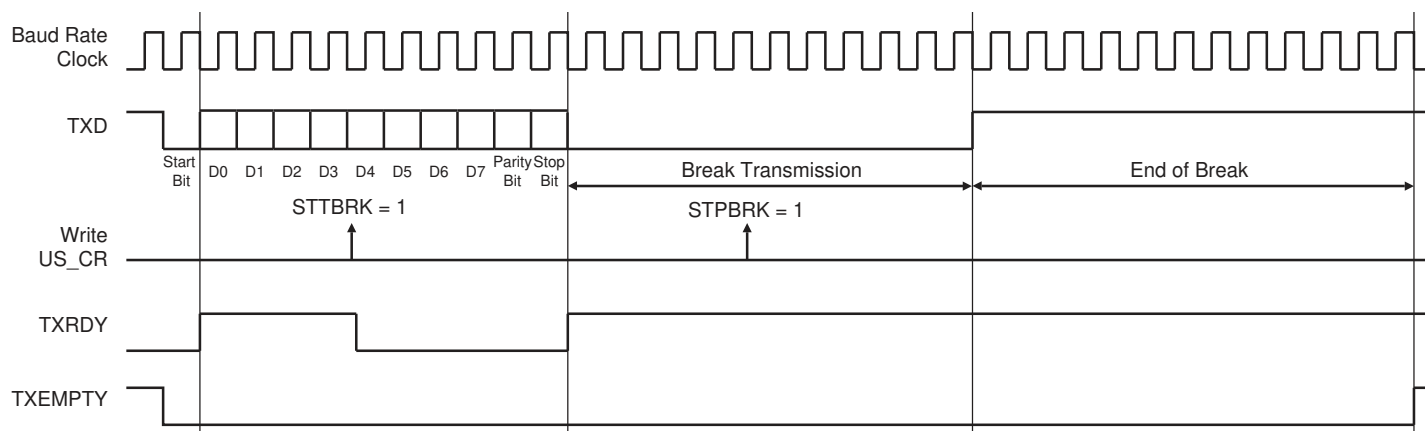 Baud Rate
Clock
TXD
Start
Bit
D0
D1
D2
D3
D4
D5
D6
D7
Parity
Bit
Stop
Bit
Break Transmission
End of Break
STTBRK = 1
STPBRK = 1
Write
US_CR
TXRDY
TXEMPTY